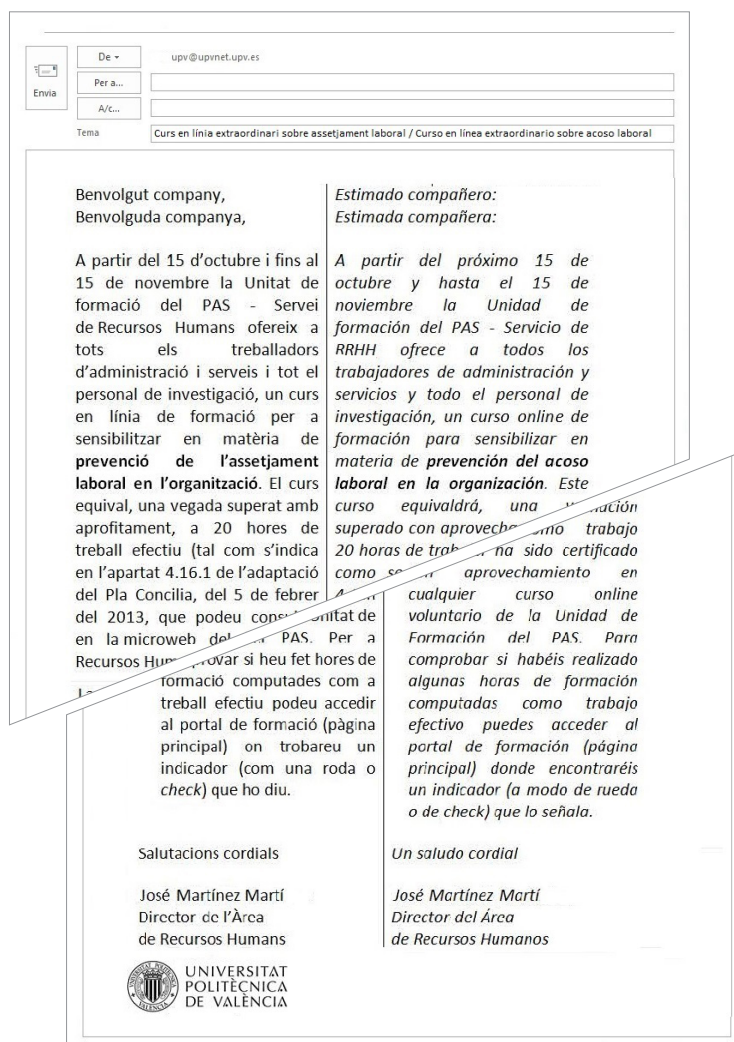 De
upv@upvnet.upv.es
Envia
Per a...
A/c...
Tema
Curs en línia extraordinari sobre assetjament laboral / Curso en línea extraordinario sobre acoso laboral
Benvolgut company,
Benvolguda companya,
A partir del 15 d’octubre i fins al
15 de novembre la Unitat de
formació del PAS - Servei
de Recursos Humans ofereix a
tots els treballadors
d’administració i serveis i tot el
personal de investigació, un curs
en línia de formació per a
sensibilitzar en matèria de
prevenció de l’assetjament
laboral en l’organització. El curs
equival, una vegada superat amb
aprofitament, a 20 hores de
treball efectiu (tal com s’indica
en l’apartat 4.16.1 de l’adaptació
del Pla Concilia, del 5 de febrer
del 2013, que podeu
en la microweb
Recursos
Estimado compañero:
Estimada compañera:
A partir del próximo 15 de
octubre y hasta el 15 de
noviembre la Unidad de
formación del PAS - Servicio de
RRHH ofrece a todos los
trabajadores de administración y
servicios y todo el personal de
investigación, un curso online de
formación para sensibilizar en
materia de prevención del acoso
laboral en la organización. Este
curso equivaldrá, una
superado con
20 horas de
como
de
PAS. Per a
si heu fet hores de
formació computades com a
treball efectiu podeu accedir
al portal de formació (pàgina
principal) on trobareu un
indicador (com una roda o
check) que ho diu.
Salutacions cordials
José Martínez Martí
Director de l’Àrea
de Recursos Humans
trabajo
ha sido certificado
aprovechamiento en
cualquier curso online
voluntario de la Unidad de
Formación del PAS. Para
comprobar si habéis realizado
algunas horas de formación
computadas como trabajo
efectivo puedes acceder al
portal de formación (página
principal) donde encontraréis
un indicador (a modo de rueda
o de check) que lo señala.
Un saludo cordial
José Martínez Martí
Director del Área
de Recursos Humanos
UNIVERSITAT
POLITÈCNICA
DE VALÈNCIA